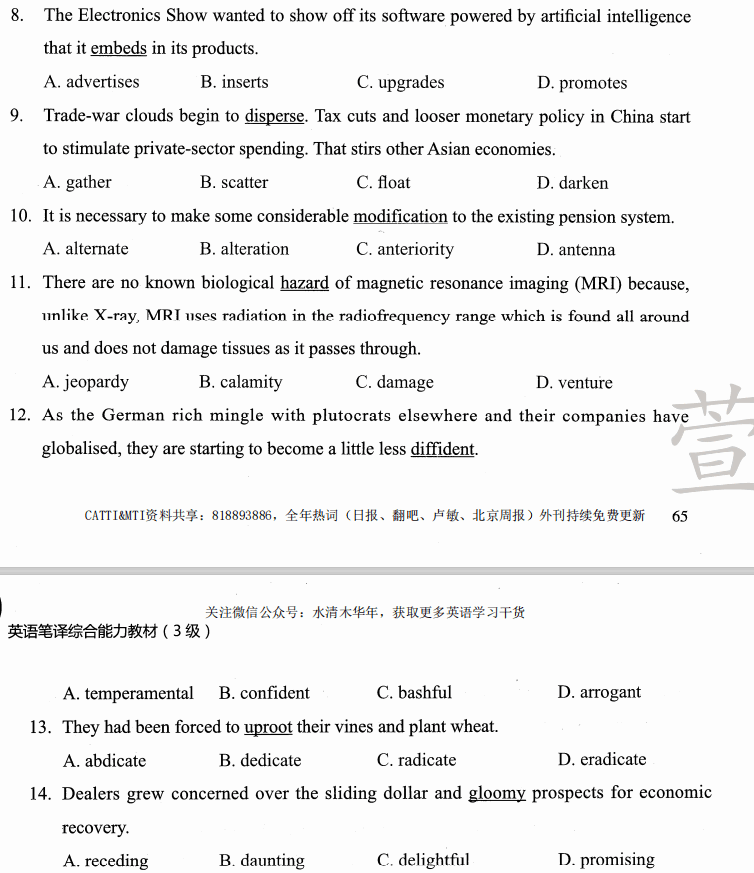 8. The Electronics Show wanted to show off its software powered by artificial intelligence
that it embeds in its products.
A. advertises B. inserts C. upgrades D. promotes
9. Trade-war clouds begin to disperse. Tax cuts and looser monetary policy in China start
to stimulate private-sector spending. That stirs other Asian economies.
A. gather B. scatter C. float D. darken
10. It is necessary to make some considerable modification to the existing pension system.
A. alternate B. alteration C. anteriority D. antenna
11. There are no known biological hazard of magnetic resonance imaging (MRI) because,
unlike X-ray, MRI uses radiation in the radiofrequency range which is found all around
us and does not damage tissues as it passes through.
A. jeopardy B. calamity C. damage D. venture
12. As the German rich mingle with plutocrats elsewhere and their companies have
globalised, they are starting to become a little less diffident.
萱
CATTI&MTI资料共享：818893886，全年热词（日报、翻吧、卢敏、北京周报）外刊持续免费更新 65
关注微信公众号：水清木华年，获取更多英语学习干货
英语笔译综合能力教材（3级）
A. temperamental B. confident C. bashful D. arrogant
13. They had been forced to uproot their vines and plant wheat.
A. abdicate B. dedicate C. radicate D. eradicate
14. Dealers grew concerned over the sliding dollar and gloomy prospects for economic
recovery.
A. receding B. daunting C. delightful D. promising